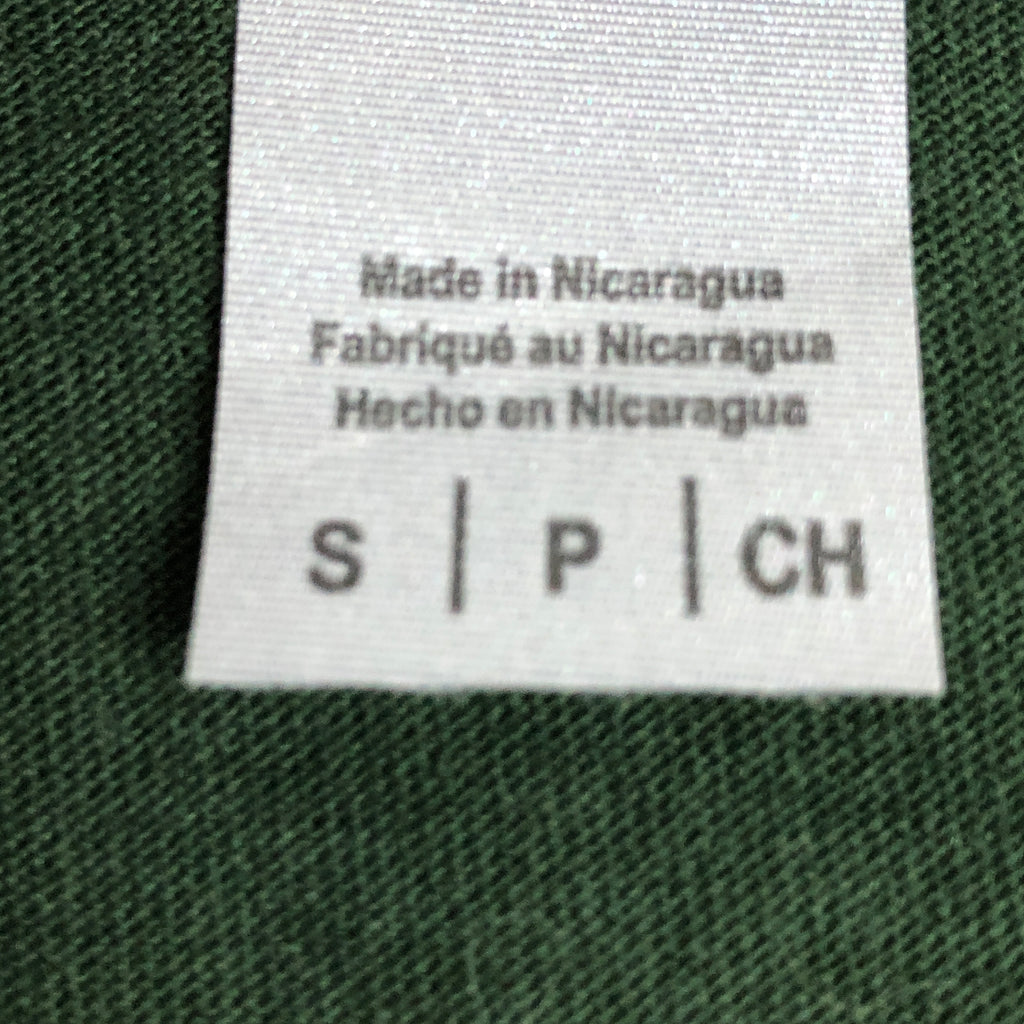 Made in Nicaragua
Fabriqué au Nicaragua
Hecho en Nicaragua
S | P | CH